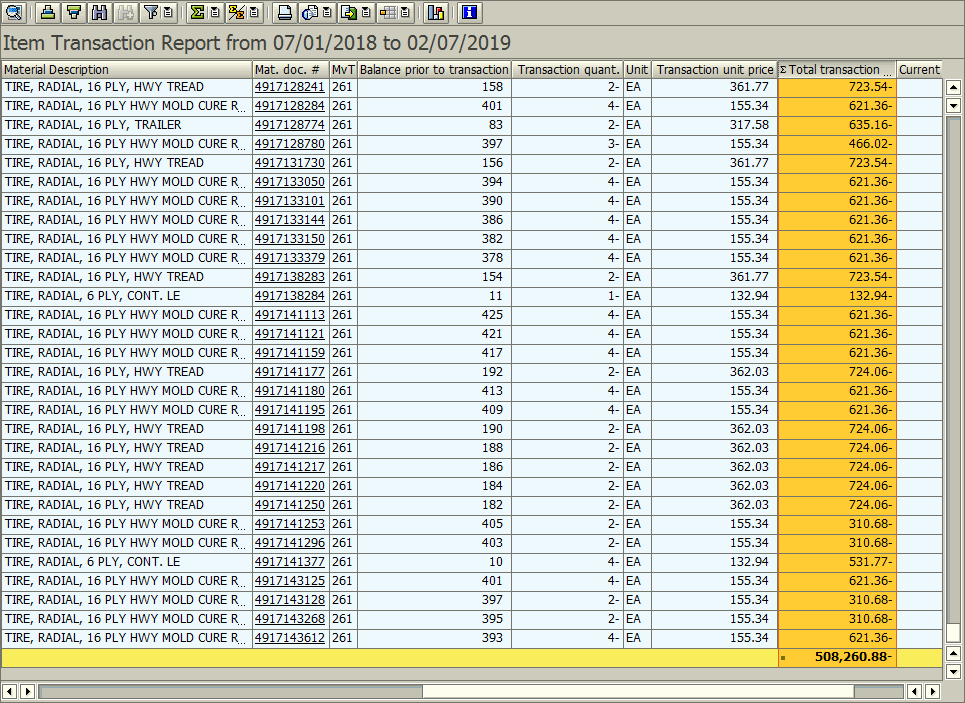 Item Transaction Report from 07/01/2018 to 02/07/2019
Material Description Mat. doc. # MvT Balance prior to transaction Transaction quant. Unit Transaction unit price Σ Total transaction ... Current
TIRE, RADIAL, 16 PLY, HWY TREAD 4917128241 261 158 2- EA 361.77 723.54-
TIRE, RADIAL, 16 PLY HWY MOLD CURE R... 4917128284 261 401 4- EA 155.34 621.36-
TIRE, RADIAL, 16 PLY, TRAILER 4917128774 261 83 2- EA 317.58 635.16-
TIRE, RADIAL, 16 PLY HWY MOLD CURE R... 4917128780 261 397 3- EA 155.34 466.02-
TIRE, RADIAL, 16 PLY, HWY TREAD 4917131730 261 156 2- EA 361.77 723.54-
TIRE, RADIAL, 16 PLY HWY MOLD CURE R... 4917133050 261 394 4- EA 155.34 621.36-
TIRE, RADIAL, 16 PLY HWY MOLD CURE R... 4917133101 261 390 4- EA 155.34 621.36-
TIRE, RADIAL, 16 PLY HWY MOLD CURE R... 4917133144 261 386 4- EA 155.34 621.36-
TIRE, RADIAL, 16 PLY HWY MOLD CURE R... 4917133150 261 382 4- EA 155.34 621.36-
TIRE, RADIAL, 16 PLY HWY MOLD CURE R... 4917133379 261 378 4- EA 155.34 621.36-
TIRE, RADIAL, 16 PLY, HWY TREAD 4917138283 261 154 2- EA 361.77 723.54-
TIRE, RADIAL, 6 PLY, CONT. LE 4917138284 261 11 1- EA 132.94 132.94-
TIRE, RADIAL, 16 PLY HWY MOLD CURE R... 4917141113 261 425 4- EA 155.34 621.36-
TIRE, RADIAL, 16 PLY HWY MOLD CURE R... 4917141121 261 421 4- EA 155.34 621.36-
TIRE, RADIAL, 16 PLY HWY MOLD CURE R... 4917141159 261 417 4- EA 155.34 621.36-
TIRE, RADIAL, 16 PLY, HWY TREAD 4917141177 261 192 2- EA 362.03 724.06-
TIRE, RADIAL, 16 PLY HWY MOLD CURE R... 4917141180 261 413 4- EA 155.34 621.36-
TIRE, RADIAL, 16 PLY HWY MOLD CURE R... 4917141195 261 409 4- EA 155.34 621.36-
TIRE, RADIAL, 16 PLY, HWY TREAD 4917141198 261 190 2- EA 362.03 724.06-
TIRE, RADIAL, 16 PLY, HWY TREAD 4917141216 261 188 2- EA 362.03 724.06-
TIRE, RADIAL, 16 PLY, HWY TREAD 4917141217 261 186 2- EA 362.03 724.06-
TIRE, RADIAL, 16 PLY, HWY TREAD 4917141220 261 184 2- EA 362.03 724.06-
TIRE, RADIAL, 16 PLY, HWY TREAD 4917141250 261 182 2- EA 362.03 724.06-
TIRE, RADIAL, 16 PLY HWY MOLD CURE R... 4917141253 261 405 2- EA 155.34 310.68-
TIRE, RADIAL, 16 PLY HWY MOLD CURE R... 4917141296 261 403 2- EA 155.34 310.68-
TIRE, RADIAL, 6 PLY, CONT. LE 4917141377 261 10 4- EA 132.94 531.77-
TIRE, RADIAL, 16 PLY HWY MOLD CURE R... 4917143125 261 401 4- EA 155.34 621.36-
TIRE, RADIAL, 16 PLY HWY MOLD CURE R... 4917143128 261 397 2- EA 155.34 310.68-
TIRE, RADIAL, 16 PLY HWY MOLD CURE R... 4917143268 261 395 2- EA 155.34 310.68-
TIRE, RADIAL, 16 PLY HWY MOLD CURE R... 4917143612 261 393 4- EA 155.34 621.36-
508,260.88-